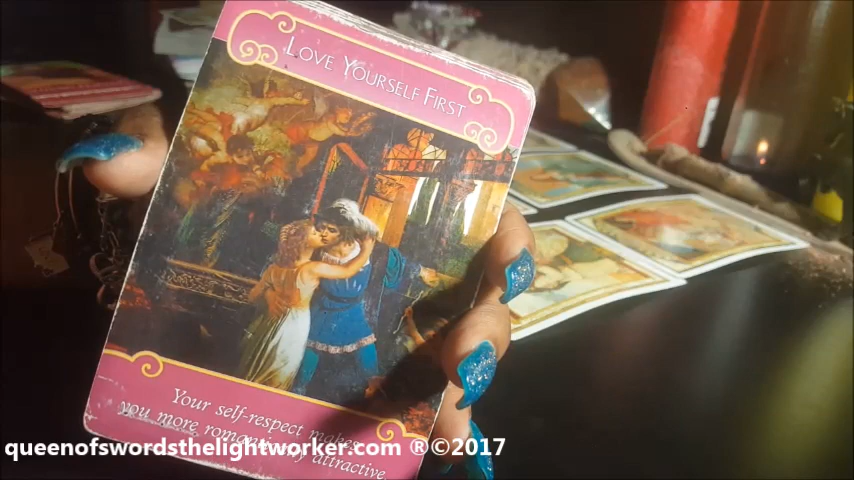 LOVE YOURSELF FIRST
Your self-respect makes
you more romantically attractive
queenofswordsthelightworker.com ®©2017